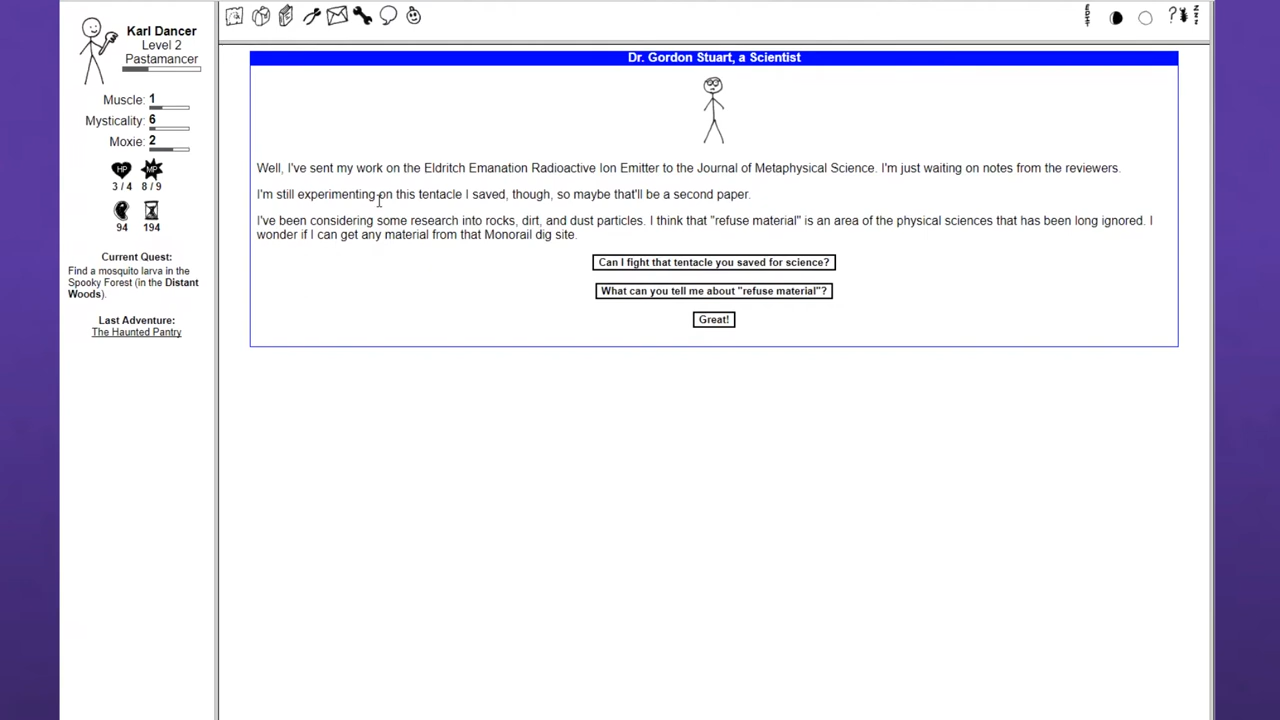 Karl Dancer
Level 2
Pastamancer
Muscle: 1
Mysticality: 6
Moxie: 2
HP
MP
3 / 4
8 / 9
94
194
Current Quest:
Find a mosquito larva in the
Spooky Forest (in the Distant
Woods).
Last Adventure:
The Haunted Pantry
EDIT
?
ZZZ
Dr. Gordon Stuart, a Scientist
Well, I've sent my work on the Eldritch Emanation Radioactive Ion Emitter to the Journal of Metaphysical Science. I'm just waiting on notes from the reviewers.
I'm still experimenting on this tentacle I saved, though, so maybe that'll be a second paper.
I've been considering some research into rocks, dirt, and dust particles. I think that "refuse material" is an area of the physical sciences that has been long ignored. I
wonder if I can get any material from that Monorail dig site.
Can I fight that tentacle you saved for science?
What can you tell me about "refuse material"?
Great!